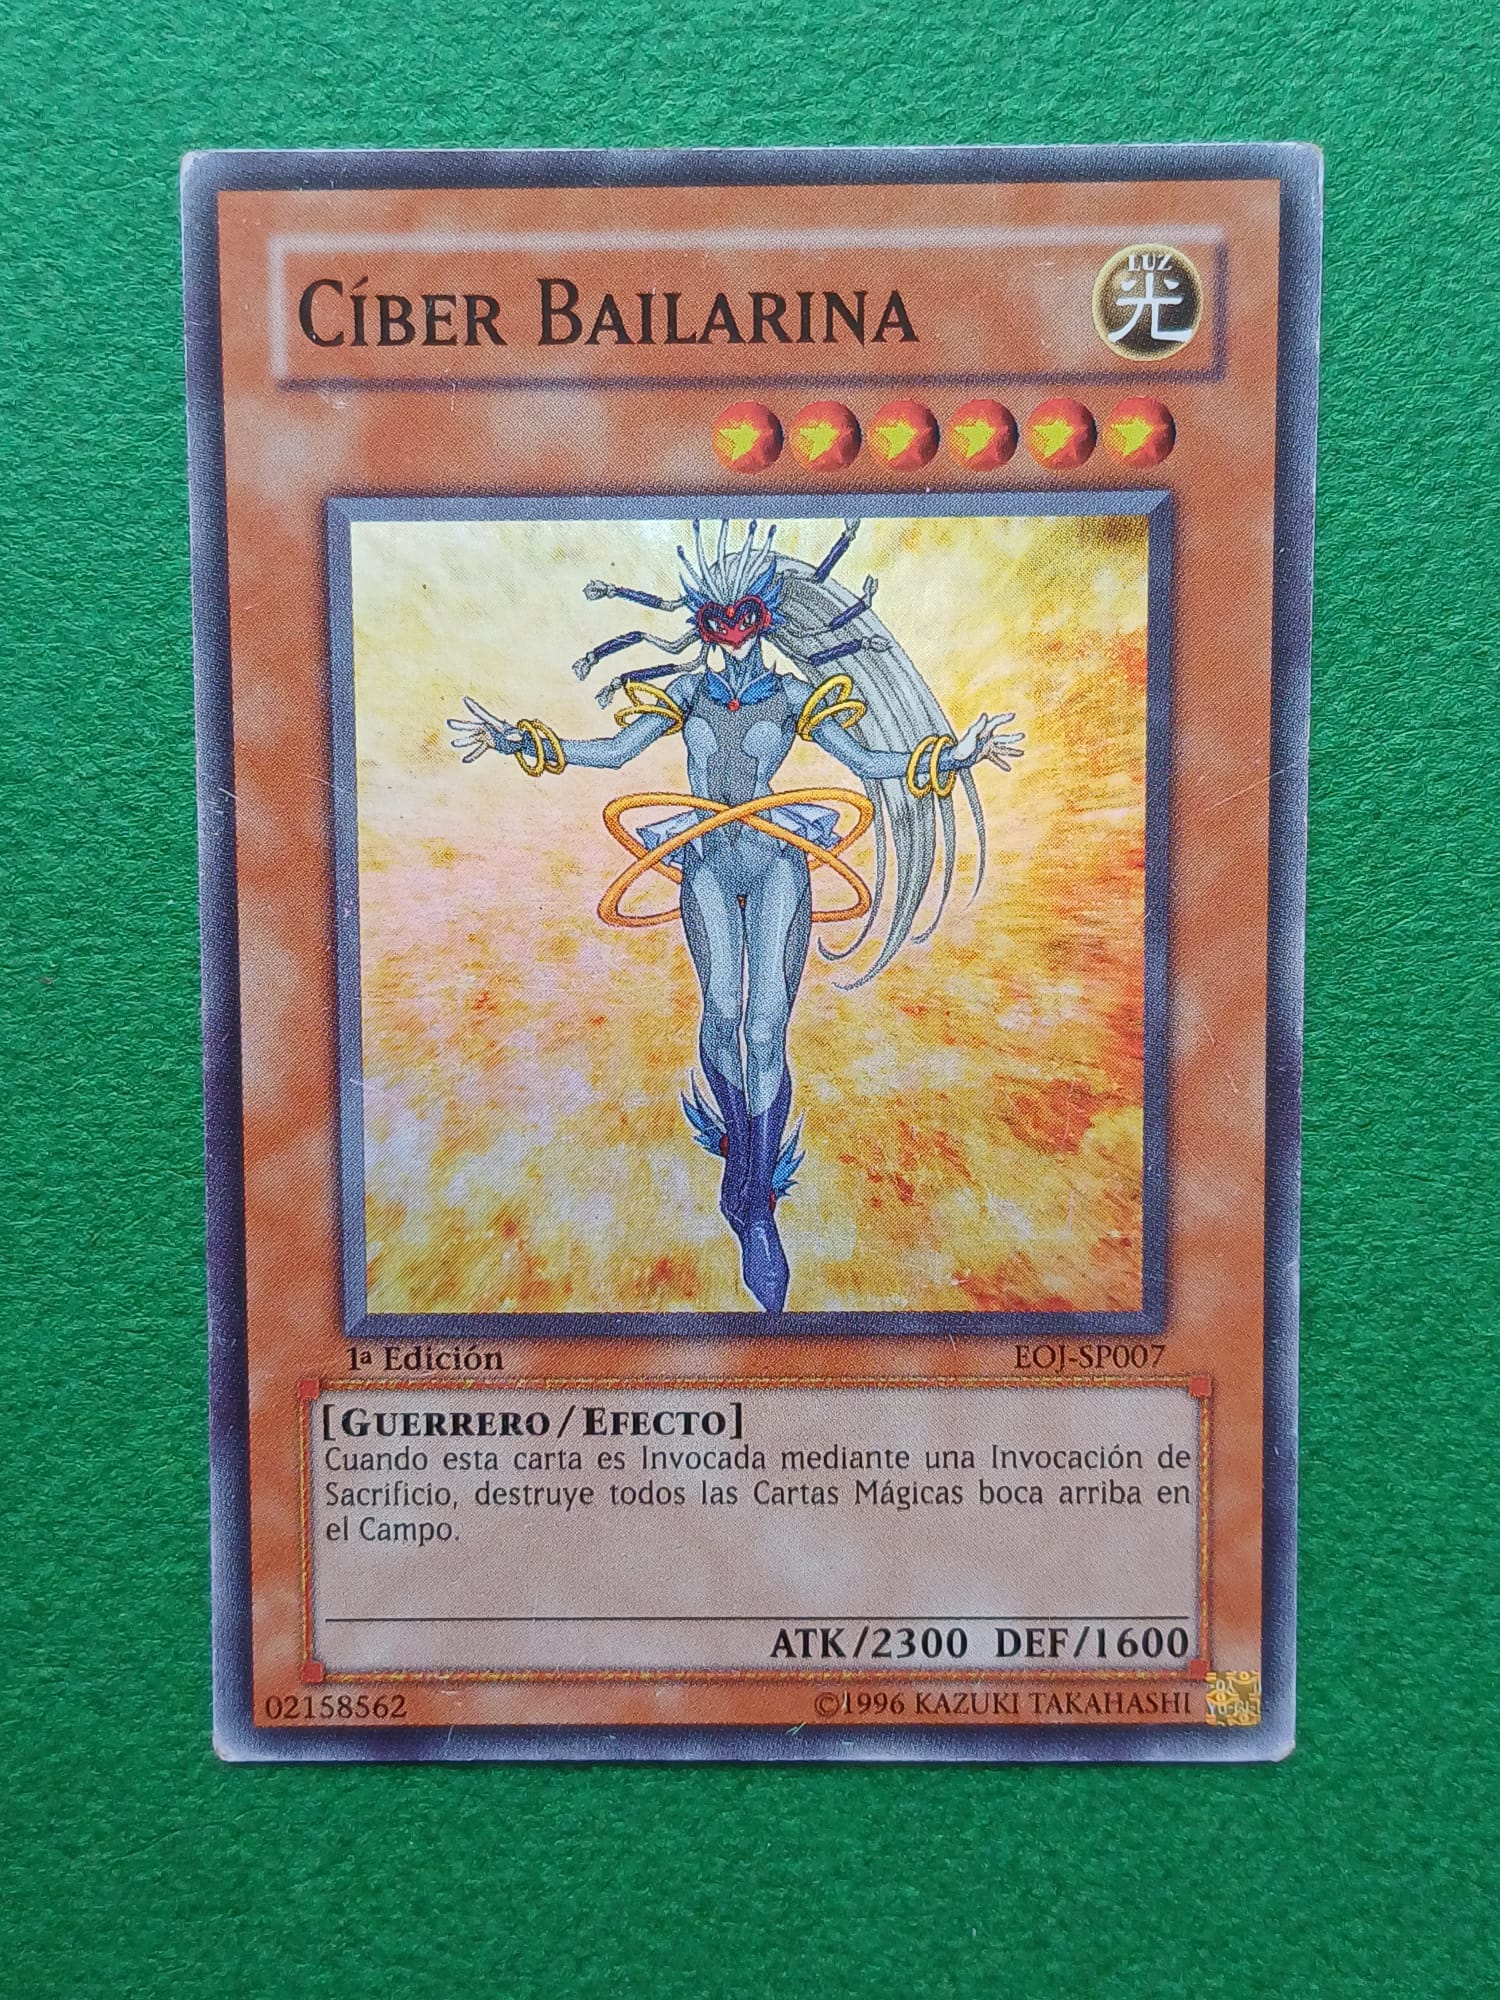 CÍBER BAILARINA
LUZ
光
1ª Edición
EOJ-SP007
[GUERRERO/EFECTO]
Cuando esta carta es Invocada mediante una Invocación de
Sacrificio, destruye todos las Cartas Mágicas boca arriba en
el Campo.
ATK/2300 DEF/1600
02158562
©1996 KAZUKI TAKAHASHI